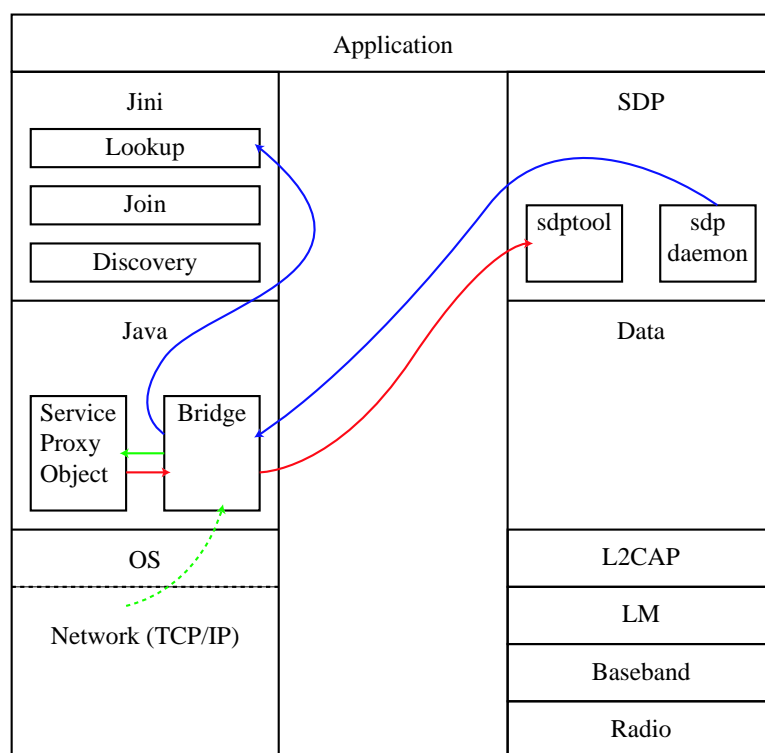 Application
Jini
Lookup
Join
Discovery
Java
Service
Proxy
Object
Bridge
OS
Network (TCP/IP)
SDP
sdptool
sdp
daemon
Data
L2CAP
LM
Baseband
Radio